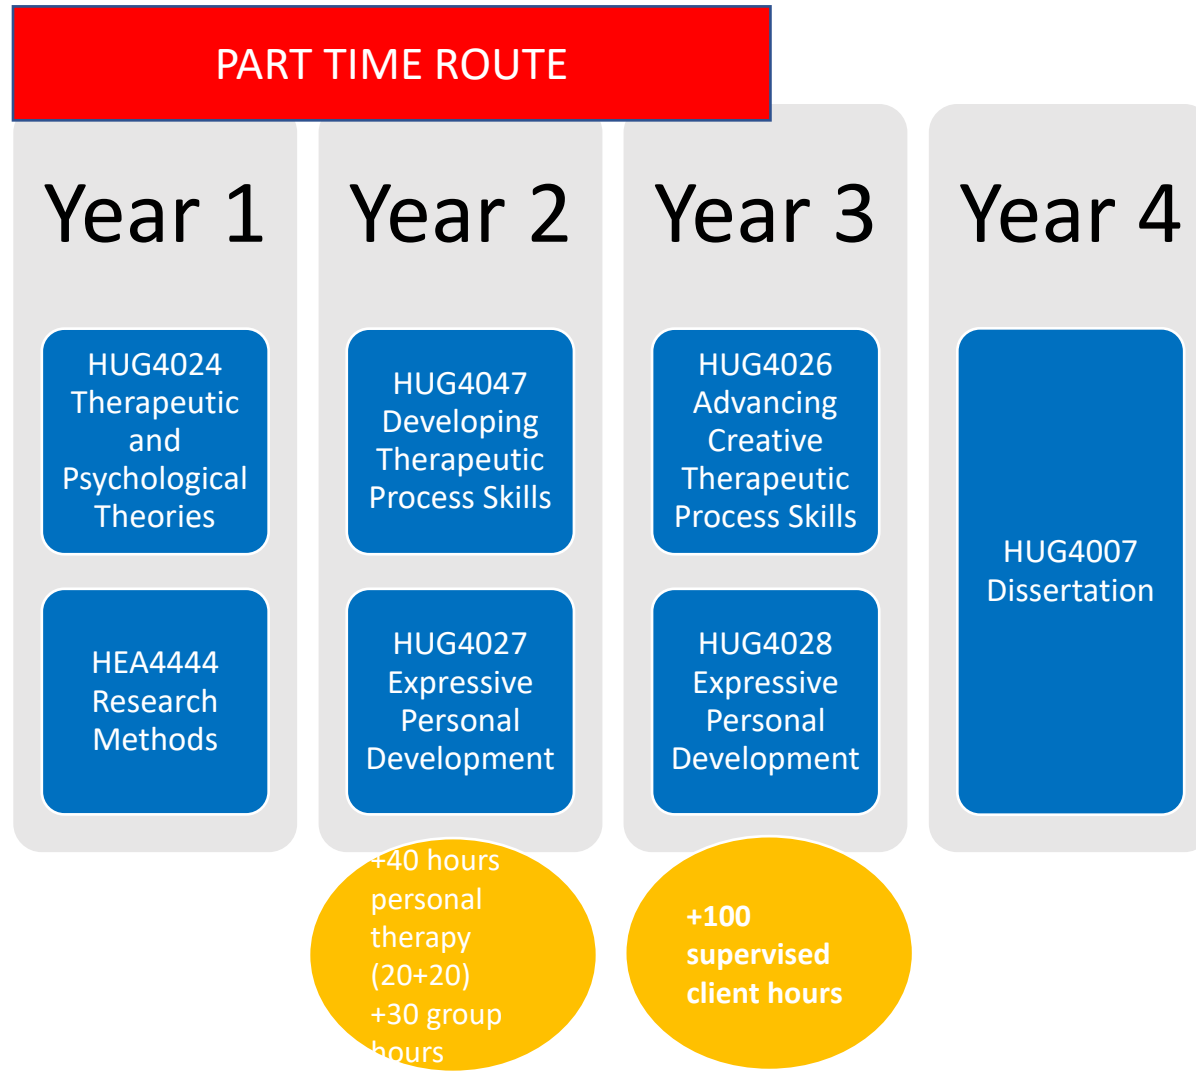 PART TIME ROUTE
Year 1
Year 2
Year 3
Year 4
HUG4024
Therapeutic
and
Psychological
Theories
HEA4444
Research
Methods
HUG4047
Developing
Therapeutic
Process Skills
HUG4027
Expressive
Personal
Development
HUG4026
Advancing
Creative
Therapeutic
Process Skills
HUG4028
Expressive
Personal
Development
HUG4007
Dissertation
+40 hours
personal
therapy
(20+20)
+30 group
hours
+100
supervised
client hours